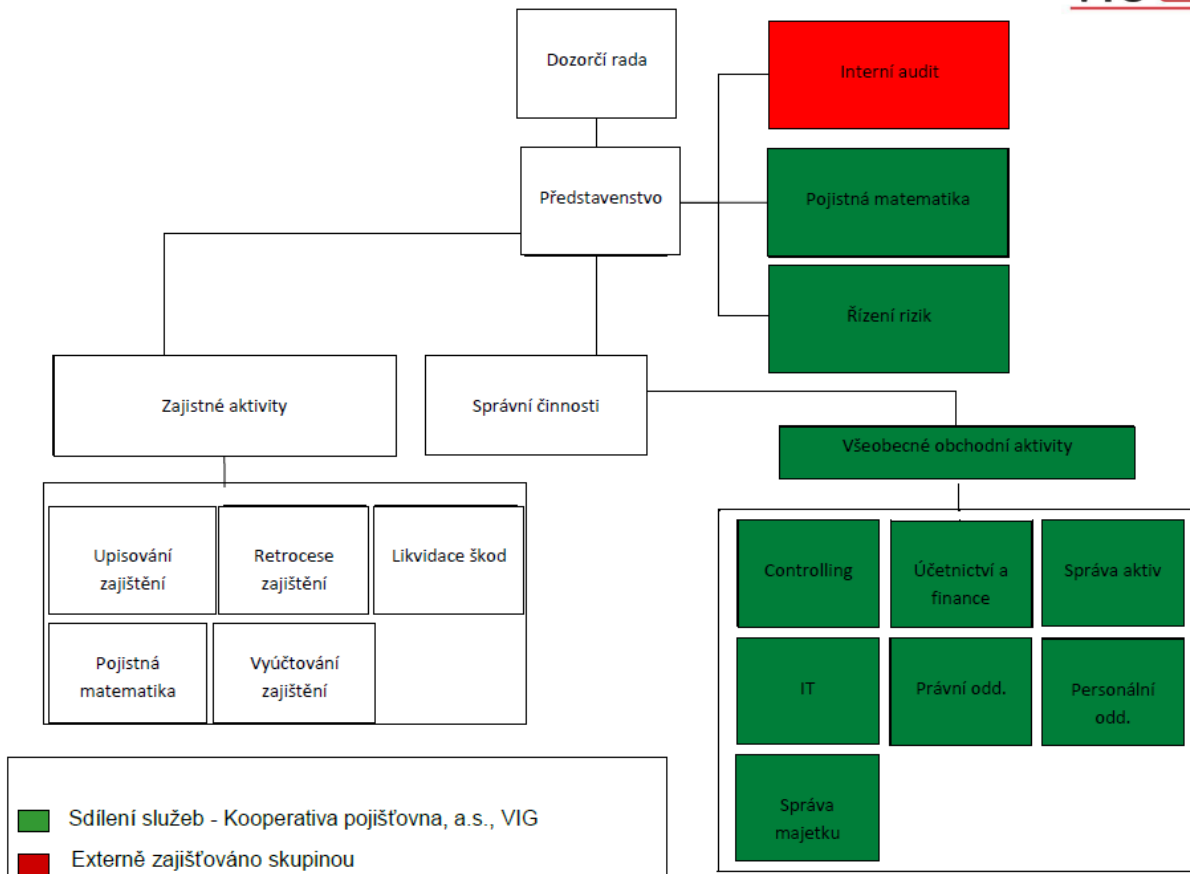 Dozorčí rada
Interní audit
Představenstvo
Pojistná matematika
Řízení rizik
Zajistné aktivity
Správní činnosti
Všeobecné obchodní aktivity
Upisování
zajištění
Retrocese
zajištění
Likvidace škod
Pojistná
matematika
Vyúčtování
zajištění
Controlling
Účetnictví a
finance
Správa aktiv
IT
Právní odd.
Personální
odd.
Správa
majetku
Sdílení služeb - Kooperativa pojišťovna, a.s., VIG
Externě zajišťováno skupinou